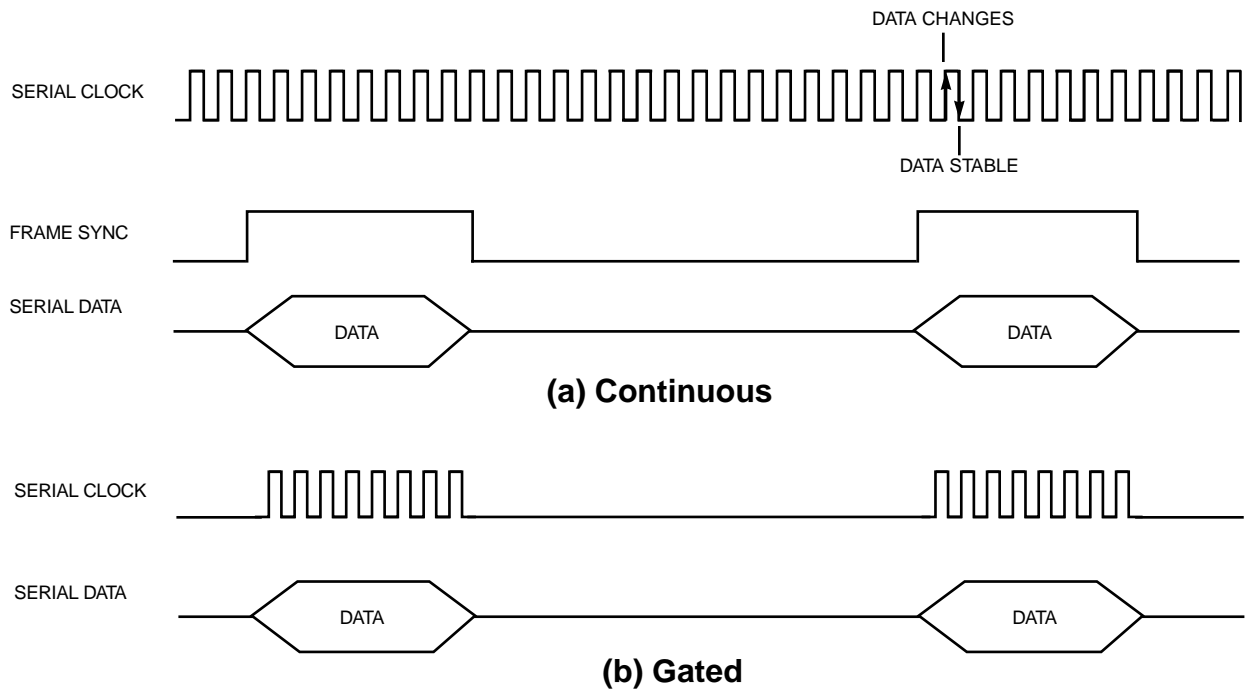 DATA CHANGES
SERIAL CLOCK
DATA STABLE
FRAME SYNC
SERIAL DATA
DATA
DATA
(a) Continuous
SERIAL CLOCK
SERIAL DATA
DATA
DATA
(b) Gated